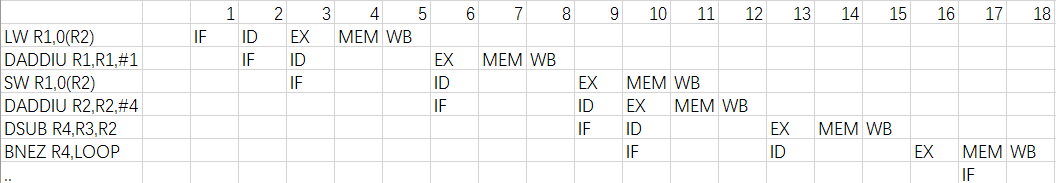 1 2 3 4 5 6 7 8 9 10 11 12 13 14 15 16 17 18
LW R1,0(R2) IF ID EX MEM WB
DADDIU R1,R1,#1 IF ID EX MEM WB
SW R1,0(R2) IF ID EX MEM WB
DADDIU R2,R2,#4 IF ID EX MEM WB
DSUB R4,R3,R2 IF ID EX MEM WB
BNEZ R4,LOOP IF ID EX MEM WB
.. IF